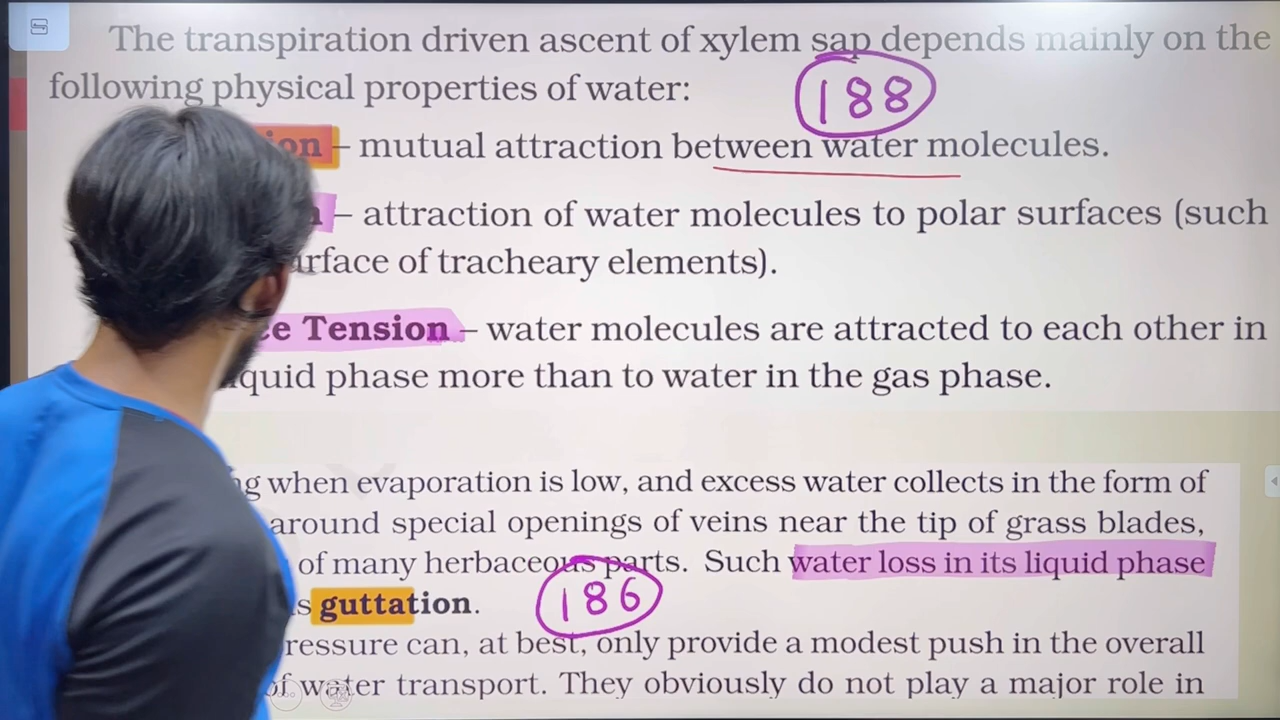 The transpiration driven ascent of xylem sap depends mainly on the
following physical properties of water:
188
ion – mutual attraction between water molecules.
– attraction of water molecules to polar surfaces (such
rface of tracheary elements).
ce Tension – water molecules are attracted to each other in
quid phase more than to water in the gas phase.
g when evaporation is low, and excess water collects in the form of
around special openings of veins near the tip of grass blades,
of many herbaceous parts. Such water loss in its liquid phase
guttation.
186
ressure can, at best, only provide a modest push in the overall
of water transport. They obviously do not play a major role in